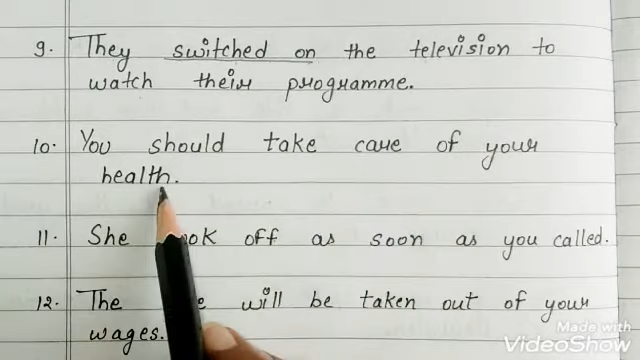 9. They switched on the television to
watch their programme.
10. You should take care of your
health.
11. She ook off as soon as you called.
12. The e will be taken out of your
wages.
Made with
VideoShow